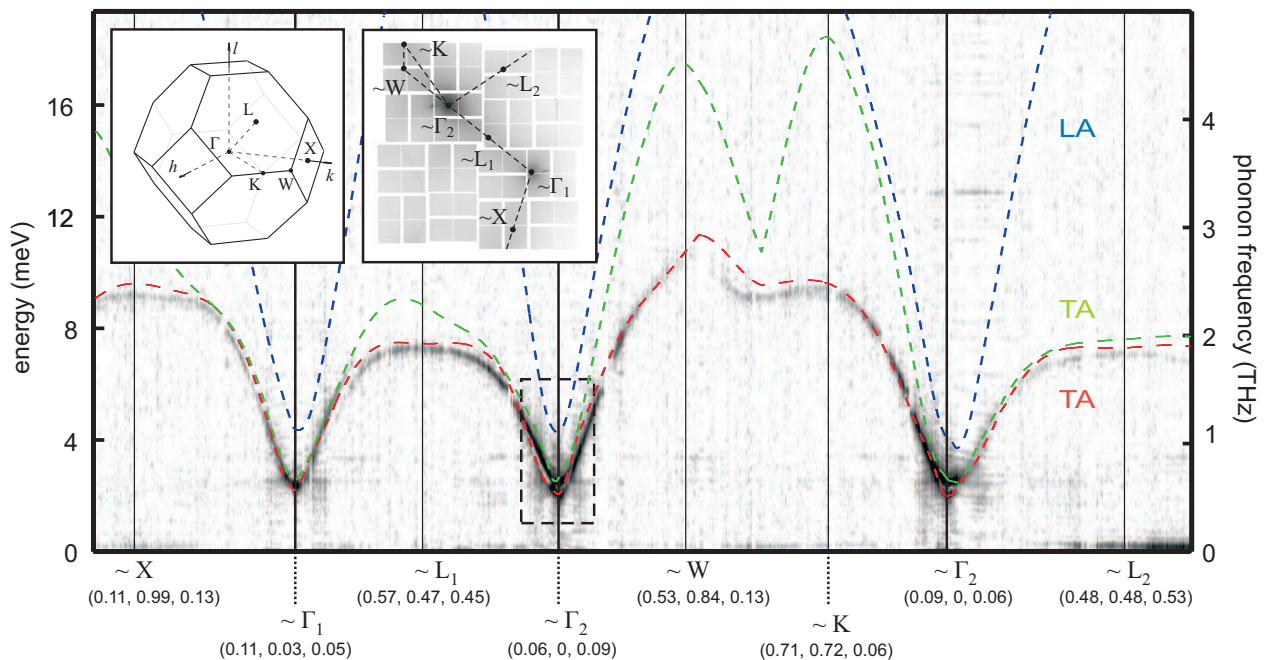 energy (meV)
16
12
8
4
0
l
L
Γ
X
h
K
W
k
~K
~W
~L2
~Γ2
~L1
~Γ1
~X
LA
TA
TA
4
3
2
1
0
phonon frequency (THz)
~ X
(0.11, 0.99, 0.13)
~ Γ1
(0.11, 0.03, 0.05)
~ L1
(0.57, 0.47, 0.45)
~ Γ2
(0.06, 0, 0.09)
~ W
(0.53, 0.84, 0.13)
~ K
(0.71, 0.72, 0.06)
~ Γ2
(0.09, 0, 0.06)
~ L2
(0.48, 0.48, 0.53)